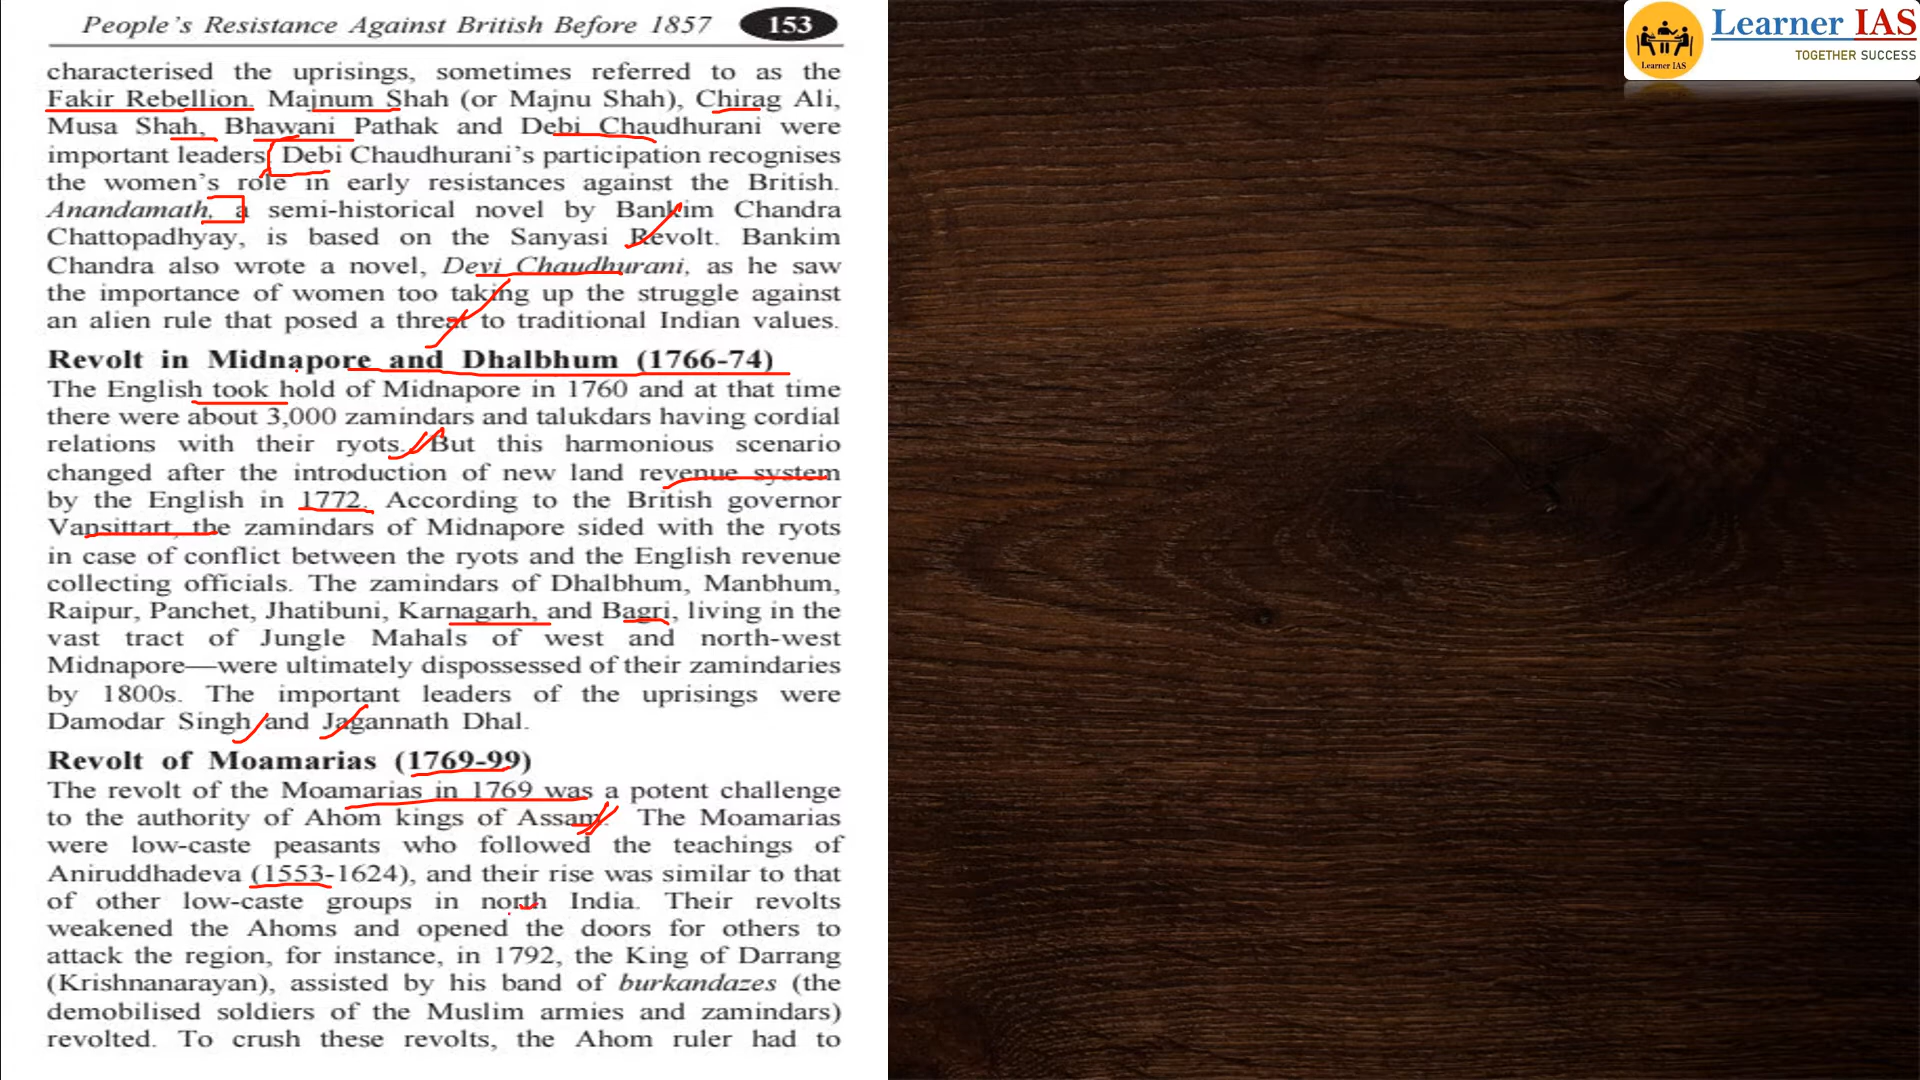 People's Resistance Against British Before 1857 153
characterised the uprisings, sometimes referred to as the
Fakir Rebellion. Majnum Shah (or Majnu Shah), Chirag Ali,
Musa Shah, Bhawani Pathak and Debi Chaudhurani were
important leaders. Debi Chaudhurani's participation recognises
the women's role in early resistances against the British.
Anandamath, a semi-historical novel by Bankim Chandra
Chattopadhyay, is based on the Sanyasi Revolt. Bankim
Chandra also wrote a novel, Devi Chaudhurani, as he saw
the importance of women too taking up the struggle against
an alien rule that posed a threat to traditional Indian values.
Revolt in Midnapore and Dhalbhum (1766-74)
The English took hold of Midnapore in 1760 and at that time
there were about 3,000 zamindars and talukdars having cordial
relations with their ryots. But this harmonious scenario
changed after the introduction of new land revenue system
by the English in 1772. According to the British governor
Vansittart, the zamindars of Midnapore sided with the ryots
in case of conflict between the ryots and the English revenue
collecting officials. The zamindars of Dhalbhum, Manbhum,
Raipur, Panchet, Jhatibuni, Karnagarh, and Bagri, living in the
vast tract of Jungle Mahals of west and north-west
Midnapore—were ultimately dispossessed of their zamindaries
by 1800s. The important leaders of the uprisings were
Damodar Singh and Jagannath Dhal.
Revolt of Moamarias (1769-99)
The revolt of the Moamarias in 1769 was a potent challenge
to the authority of Ahom kings of Assam. The Moamarias
were low-caste peasants who followed the teachings of
Aniruddhadeva (1553-1624), and their rise was similar to that
of other low-caste groups in north India. Their revolts
weakened the Ahoms and opened the doors for others to
attack the region, for instance, in 1792, the King of Darrang
(Krishnanarayan), assisted by his band of burkandazes (the
demobilised soldiers of the Muslim armies and zamindars)
revolted. To crush these revolts, the Ahom ruler had to
Learner IAS
TOGETHER SUCCESS
Learner IAS